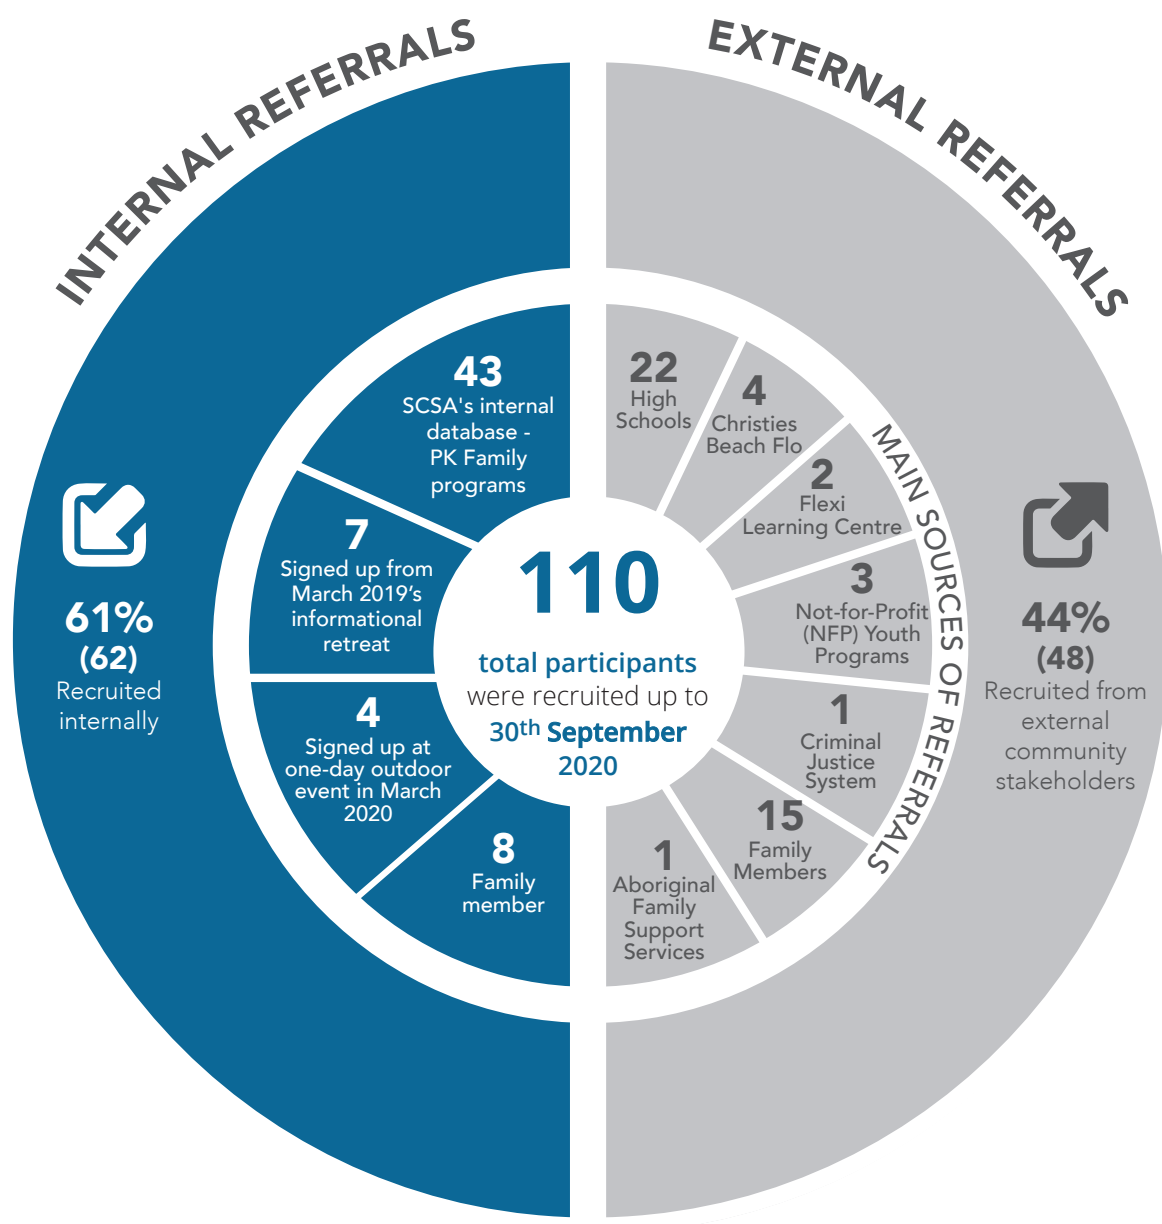 INTERNAL REFERRALS
EXTERNAL REFERRALS
43
SCSA's internal
database -
PK Family
programs
7
Signed up from
March 2019's
informational
retreat
4
Signed up at
one-day outdoor
event in March
2020
8
Family
member
61%
(62)
Recruited
internally
110
total participants
were recruited up to
30th September
2020
22
High
Schools
4
Christies
Beach Flo
2
Flexi
Learning Centre
3
Not-for-Profit
(NFP) Youth
Programs
1
Criminal
Justice
System
15
Family
Members
1
Aboriginal
Family
Support
Services
MAIN SOURCES OF REFERRALS
44%
(48)
Recruited from
external
community
stakeholders